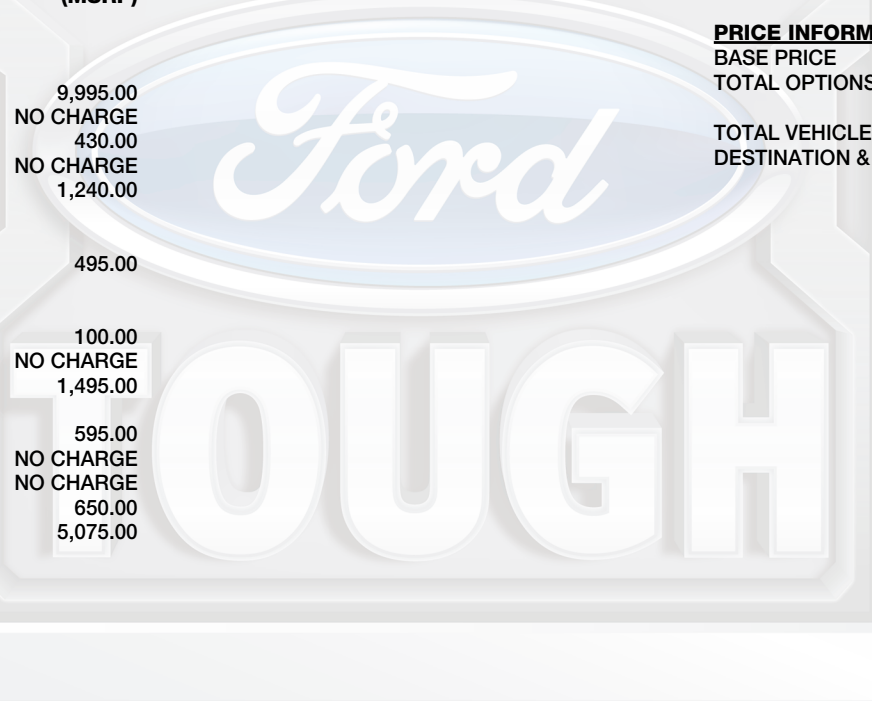 (MSRP)
9,995.00
NO CHARGE
430.00
NO CHARGE
1,240.00
495.00
100.00
NO CHARGE
1,495.00
595.00
NO CHARGE
NO CHARGE
650.00
5,075.00
PRICE INFORM
BASE PRICE
TOTAL OPTIONS
TOTAL VEHICLE
DESTINATION &
Ford
TOUGH